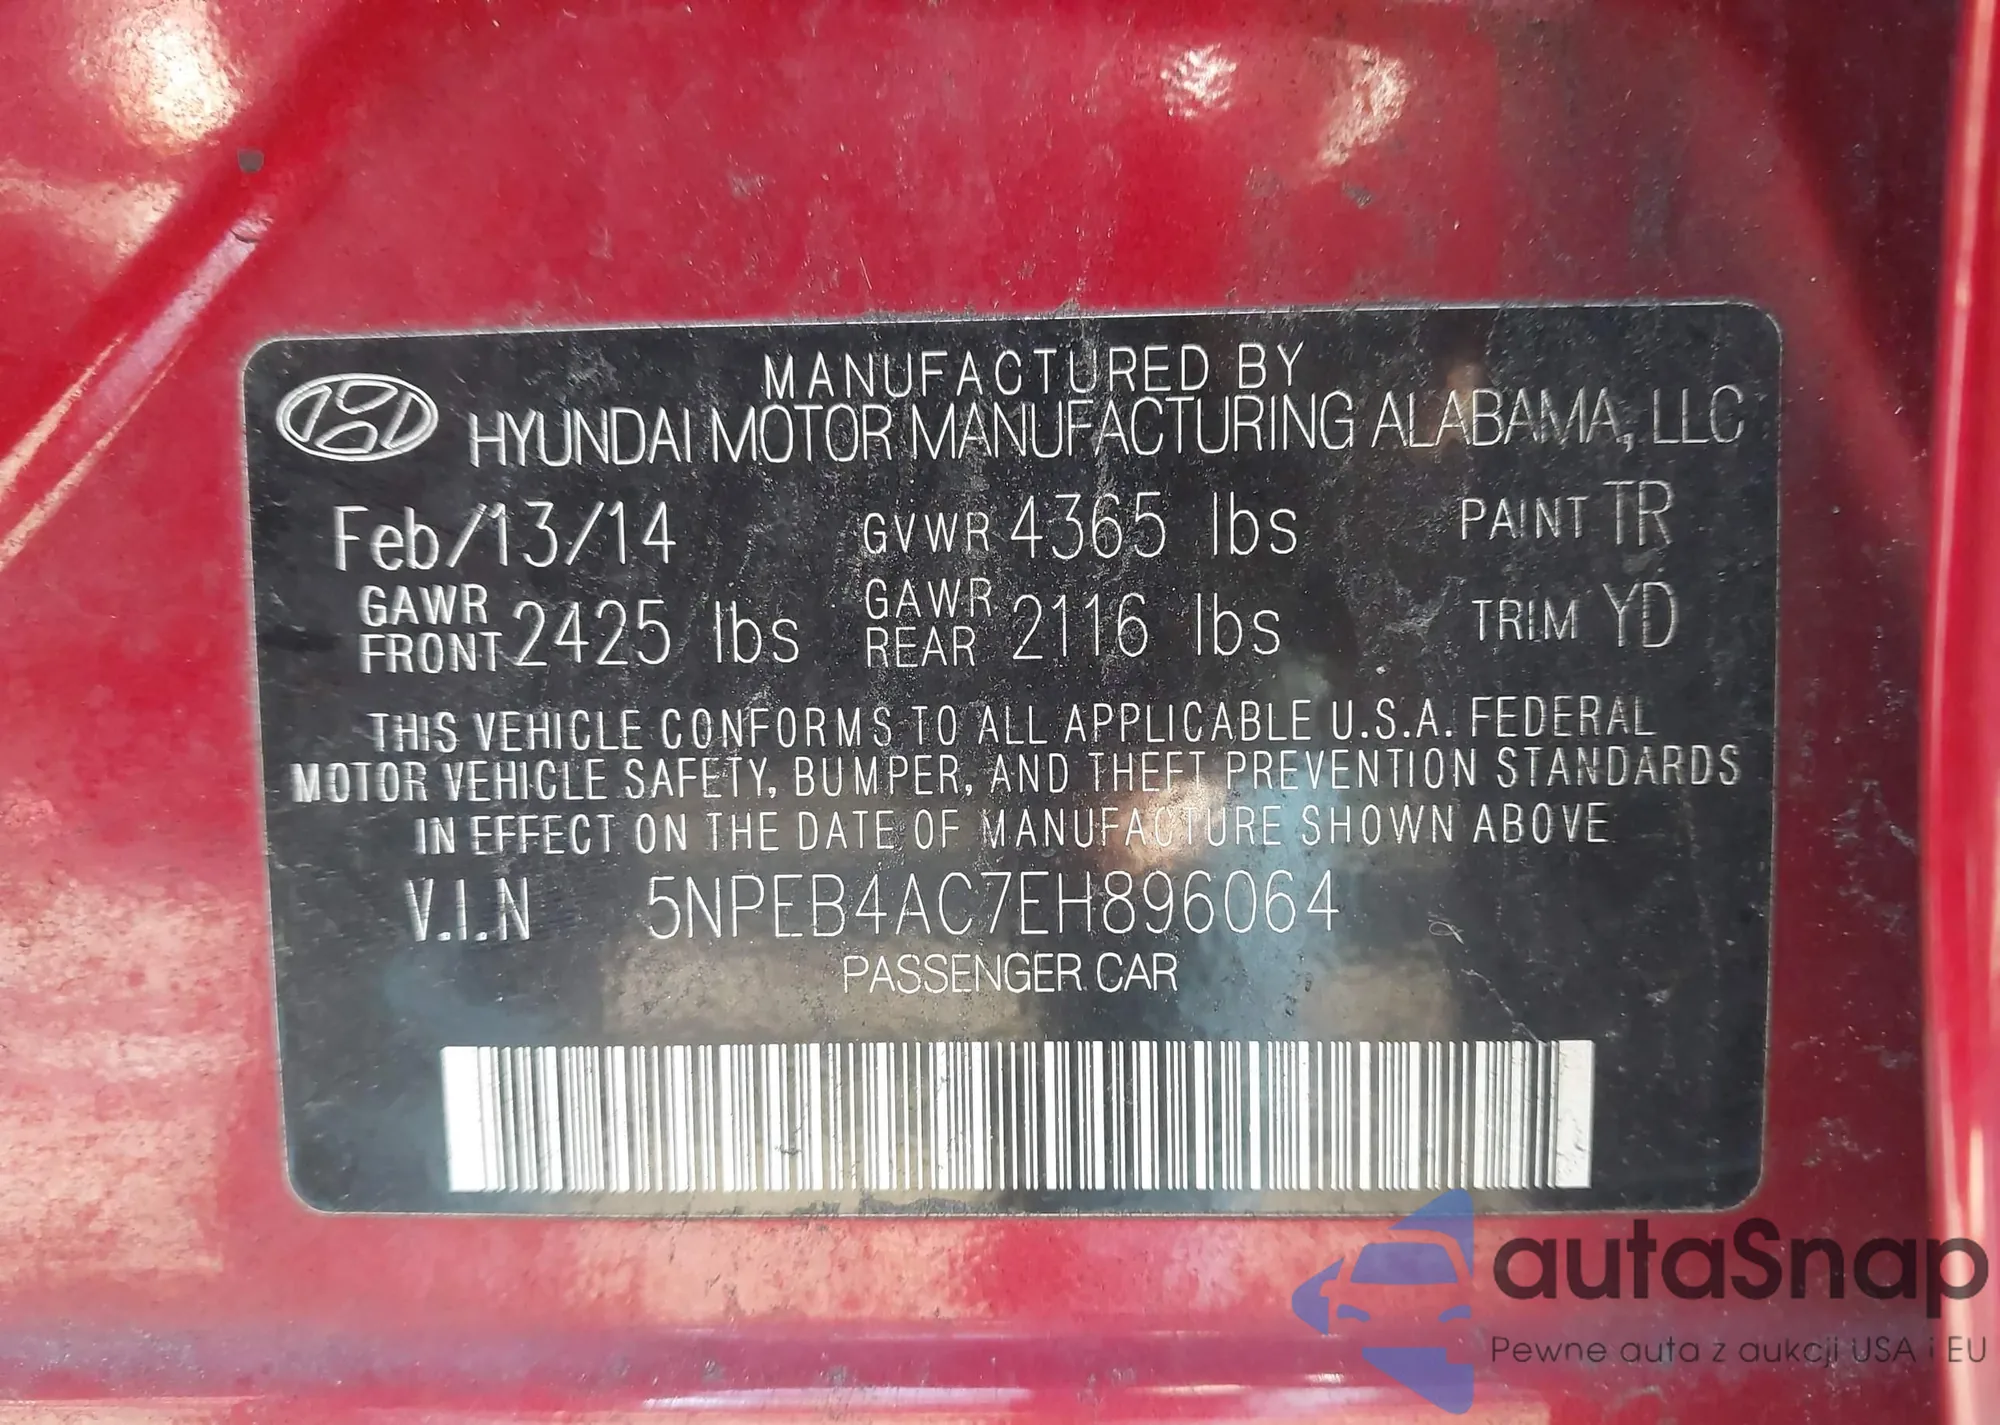 MANUFACTURED BY
HYUNDAI MOTOR MANUFACTURING ALABAMA, LLC
Feb/13/14 GVWR 4365 lbs PAINT TR
GAWR FRONT 2425 lbs GAWR REAR 2116 lbs TRIM YD
THIS VEHICLE CONFORMS TO ALL APPLICABLE U.S.A. FEDERAL
MOTOR VEHICLE SAFETY, BUMPER, AND THEFT PREVENTION STANDARDS
IN EFFECT ON THE DATE OF MANUFACTURE SHOWN ABOVE
V.I.N 5NPEB4AC7EH896064
PASSENGER CAR
autaSnap
Pewne auta z aukcji USA i EU